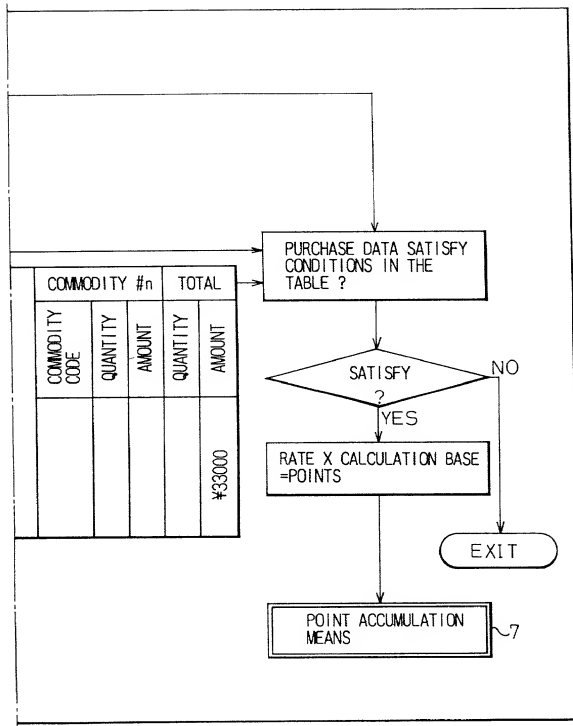 PURCHASE DATA SATISFY
CONDITIONS IN THE
TABLE ?
COMMODITY #n
TOTAL
COMMODITY
CODE
QUANTITY
AMOUNT
QUANTITY
AMOUNT
¥33000
SATISFY
?
NO
YES
RATE X CALCULATION BASE
=POINTS
EXIT
POINT ACCUMULATION
MEANS
7